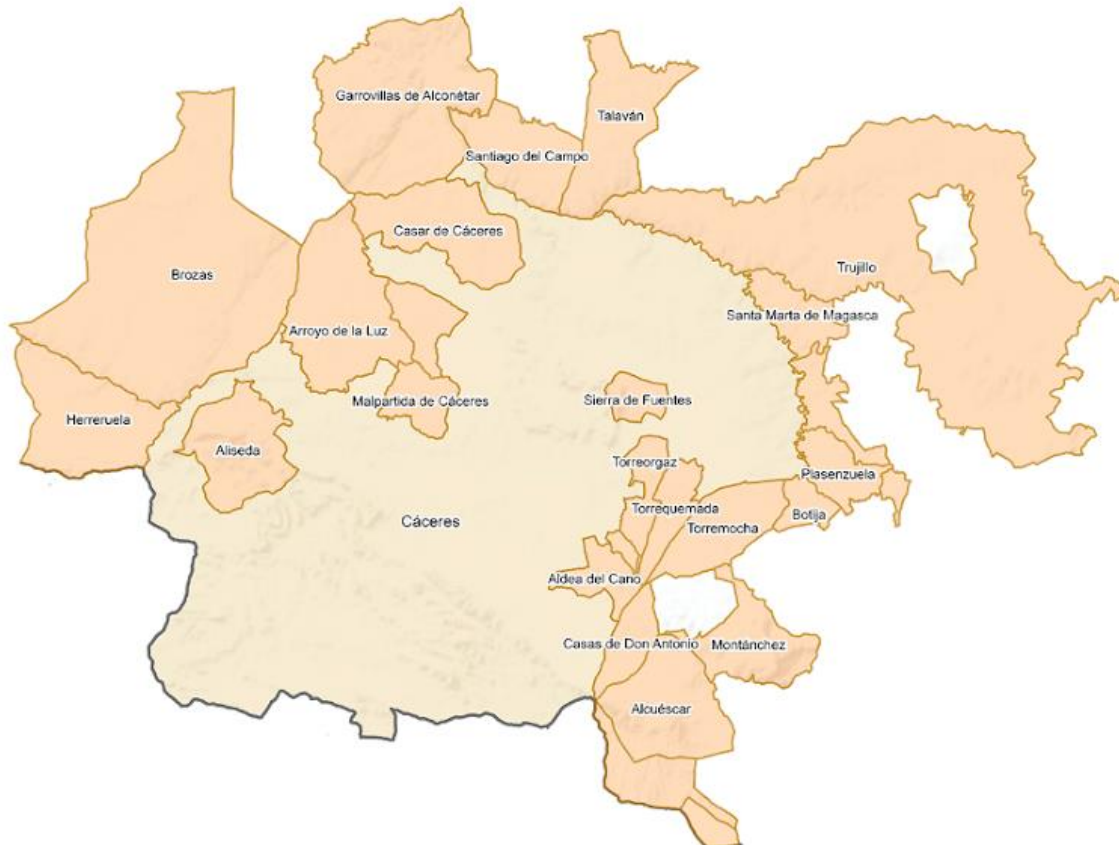 Garrovillas de Alconétar
Talaván
Santiago del Campo
Casar de Cáceres
Brozas
Trujillo
Santa Marta de Magasca
Arroyo de la Luz
Malpartida de Cáceres
Sierra de Fuentes
Herreruela
Aliseda
Torreorgaz
Plasenzuela
Torrequemada
Botija
Cáceres
Torremocha
Aldea del Cano
Casas de Don Antonio
Montánchez
Alcuéscar